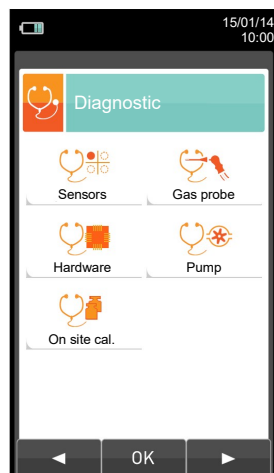 15/01/14
10:00
Diagnostic
Sensors
Gas probe
Hardware
Pump
On site cal.
OK